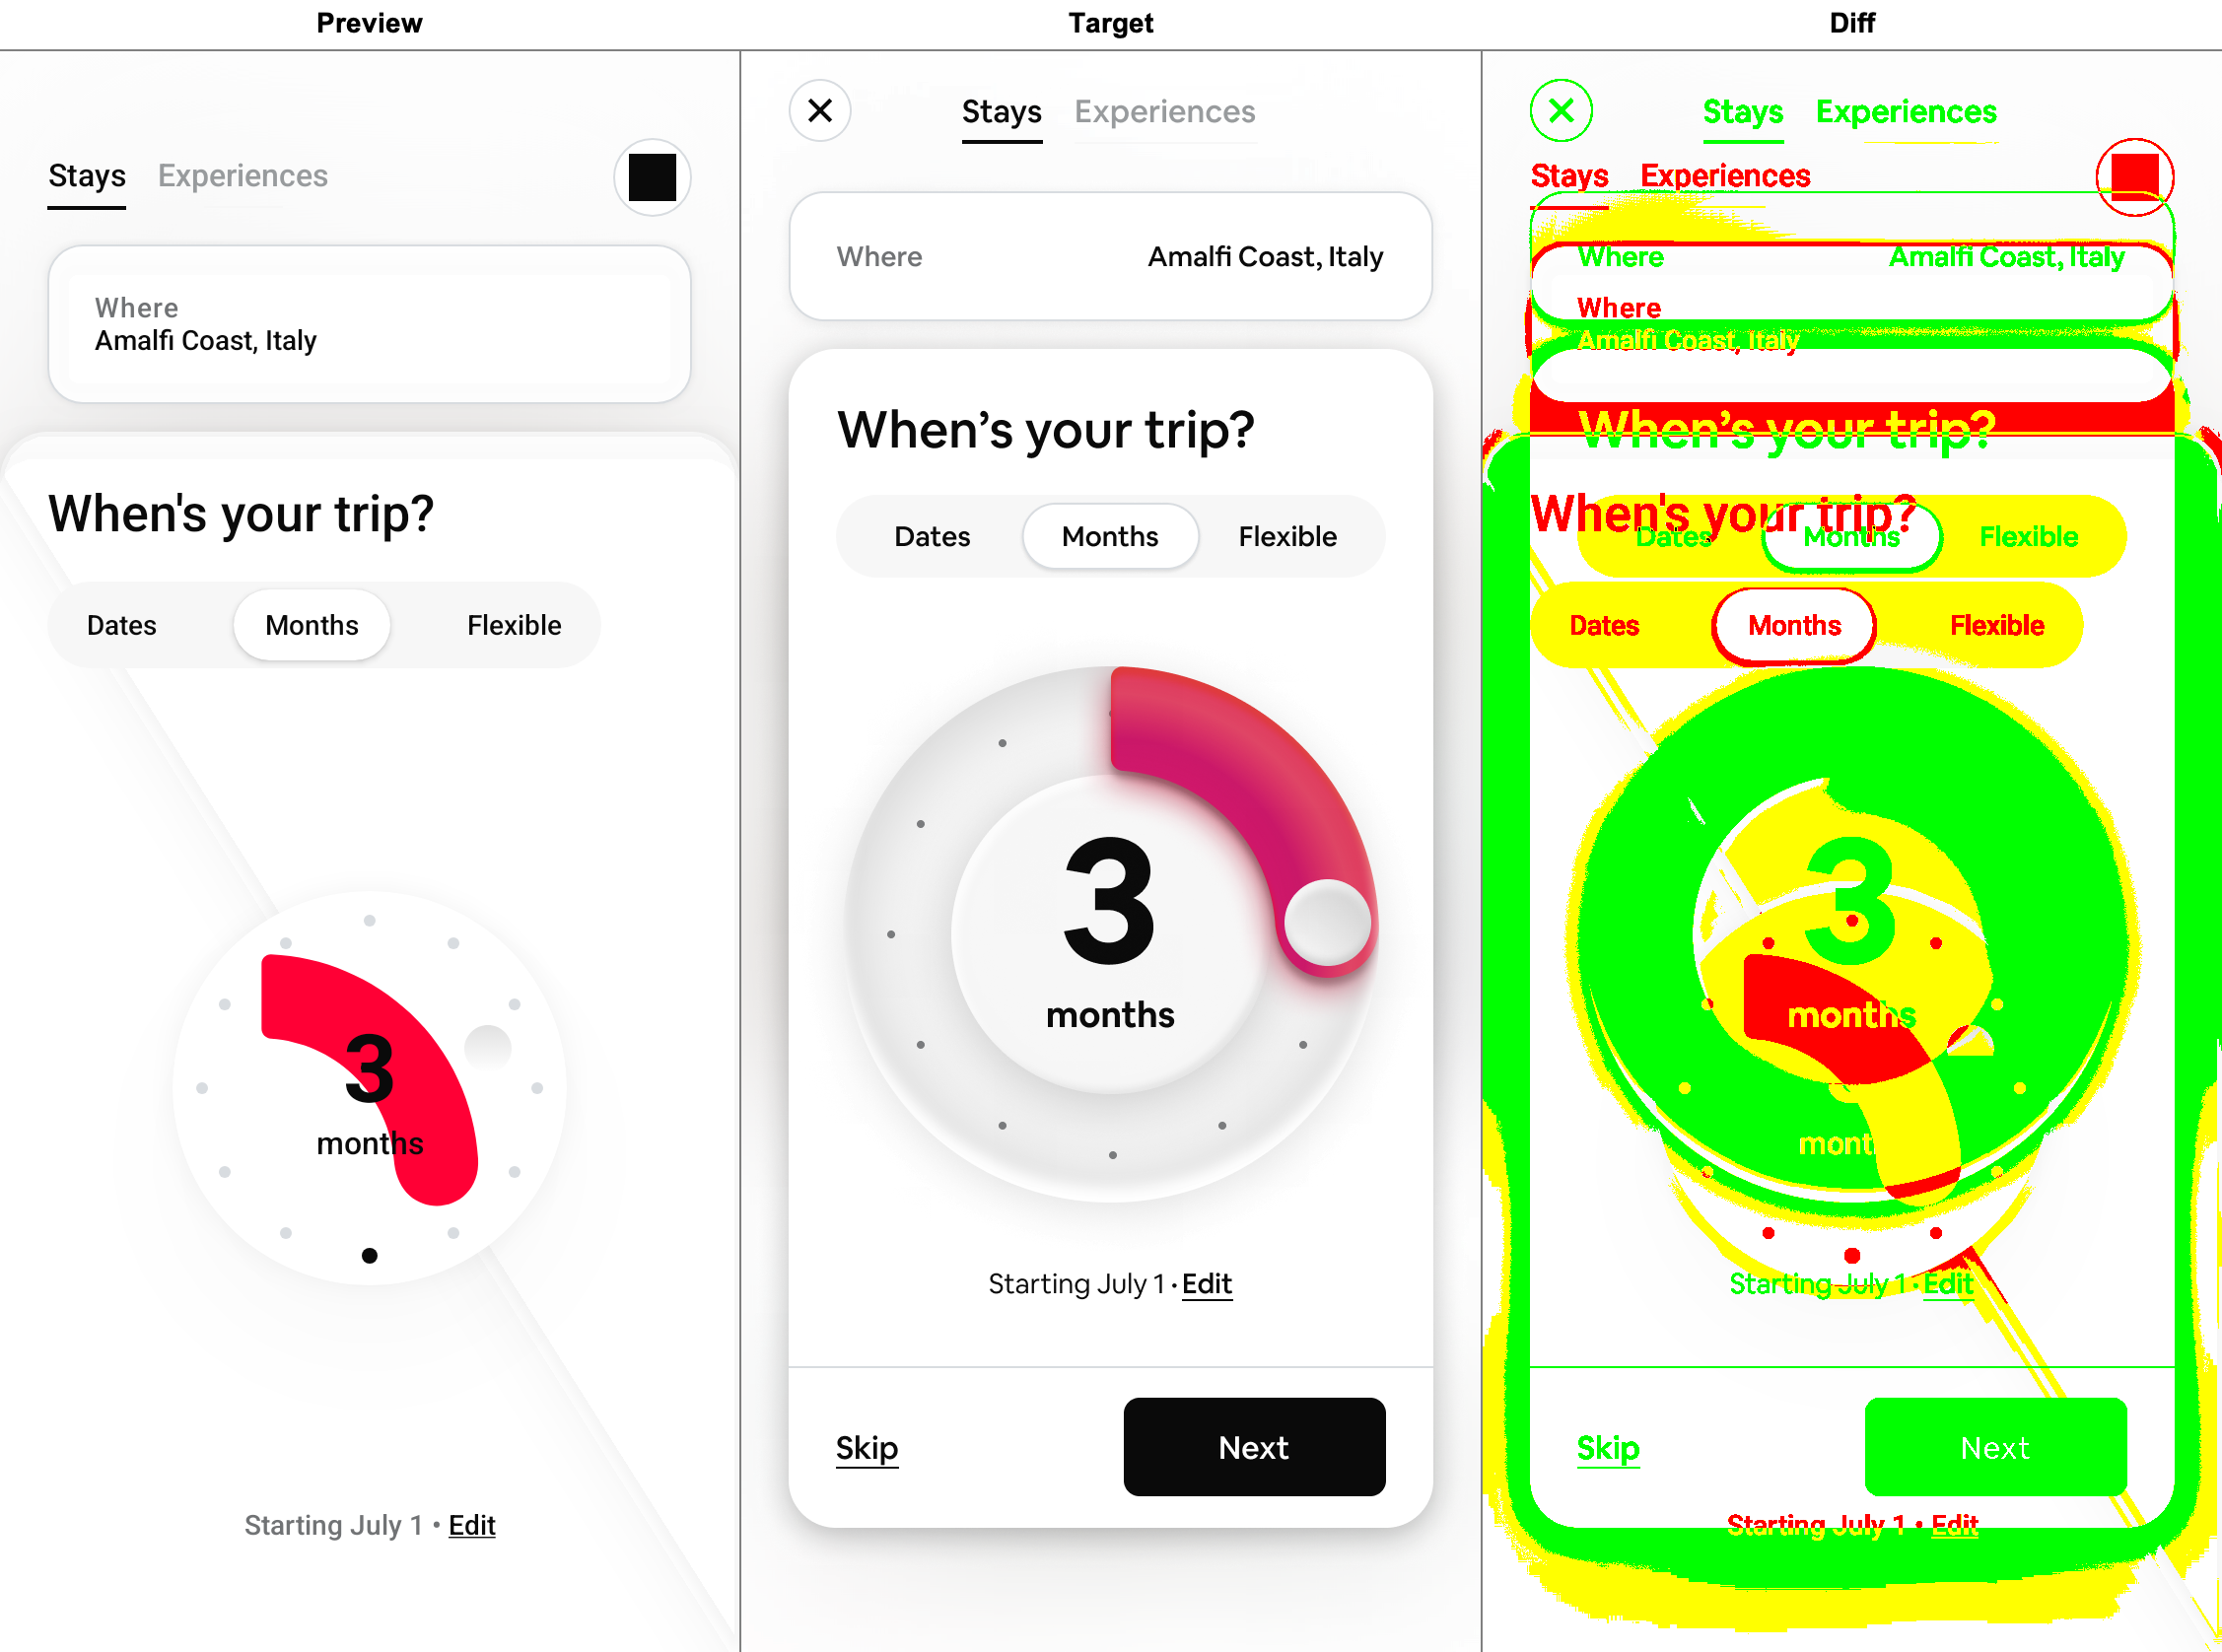 Preview
Stays Experiences
Where
Amalfi Coast, Italy
When's your trip?
Dates Months Flexible
3
months
Starting July 1 • Edit
Target
Stays Experiences
Where Amalfi Coast, Italy
When’s your trip?
Dates Months Flexible
3
months
Starting July 1 · Edit
Skip Next
Diff
Stays Experiences
Stays Experiences
Where Amalfi Coast, Italy
Where
Amalfi Coast, Italy
When’s your trip?
When's your trip?
Dates Months Flexible
Dates Months Flexible
3
months
mont
Starting July 1 · Edit
Skip Next
Starting July 1 • Edit